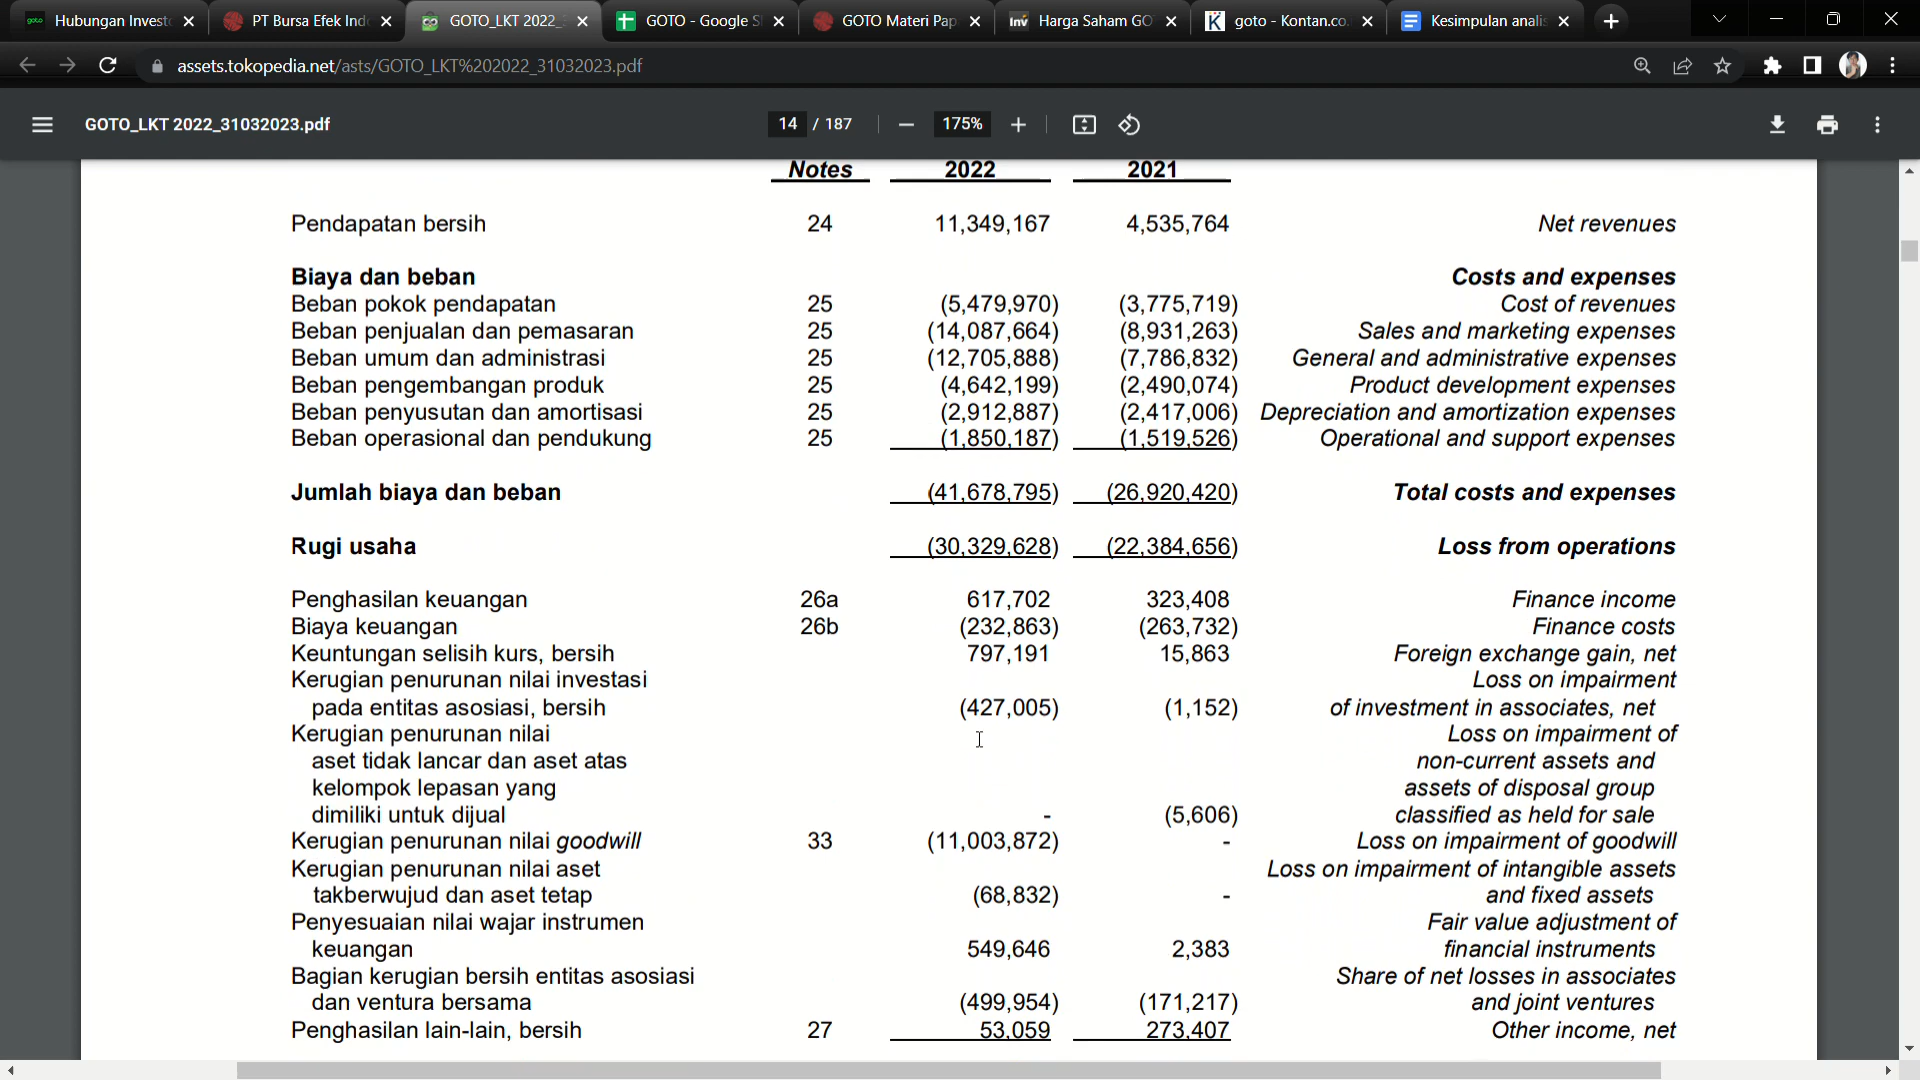 Hubungan Invest
PT Bursa Efek Ind
GOTO_LKT 2022_
GOTO - Google S
GOTO Materi Pap
Harga Saham GO
goto - Kontan.co.
Kesimpulan anali
assets.tokopedia.net/asts/GOTO_LKT%202022_31032023.pdf
GOTO_LKT 2022_31032023.pdf
14 / 187
175%
Notes 2022 2021
Pendapatan bersih 24 11,349,167 4,535,764 Net revenues
Biaya dan beban Costs and expenses
Beban pokok pendapatan 25 (5,479,970) (3,775,719) Cost of revenues
Beban penjualan dan pemasaran 25 (14,087,664) (8,931,263) Sales and marketing expenses
Beban umum dan administrasi 25 (12,705,888) (7,786,832) General and administrative expenses
Beban pengembangan produk 25 (4,642,199) (2,490,074) Product development expenses
Beban penyusutan dan amortisasi 25 (2,912,887) (2,417,006) Depreciation and amortization expenses
Beban operasional dan pendukung 25 (1,850,187) (1,519,526) Operational and support expenses
Jumlah biaya dan beban (41,678,795) (26,920,420) Total costs and expenses
Rugi usaha (30,329,628) (22,384,656) Loss from operations
Penghasilan keuangan 26a 617,702 323,408 Finance income
Biaya keuangan 26b (232,863) (263,732) Finance costs
Keuntungan selisih kurs, bersih 797,191 15,863 Foreign exchange gain, net
Kerugian penurunan nilai investasi Loss on impairment
pada entitas asosiasi, bersih (427,005) (1,152) of investment in associates, net
Kerugian penurunan nilai Loss on impairment of
aset tidak lancar dan aset atas non-current assets and
kelompok lepasan yang assets of disposal group
dimiliki untuk dijual - (5,606) classified as held for sale
Kerugian penurunan nilai goodwill 33 (11,003,872) - Loss on impairment of goodwill
Kerugian penurunan nilai aset Loss on impairment of intangible assets
takberwujud dan aset tetap (68,832) - and fixed assets
Penyesuaian nilai wajar instrumen Fair value adjustment of
keuangan 549,646 2,383 financial instruments
Bagian kerugian bersih entitas asosiasi Share of net losses in associates
dan ventura bersama (499,954) (171,217) and joint ventures
Penghasilan lain-lain, bersih 27 53,059 273,407 Other income, net